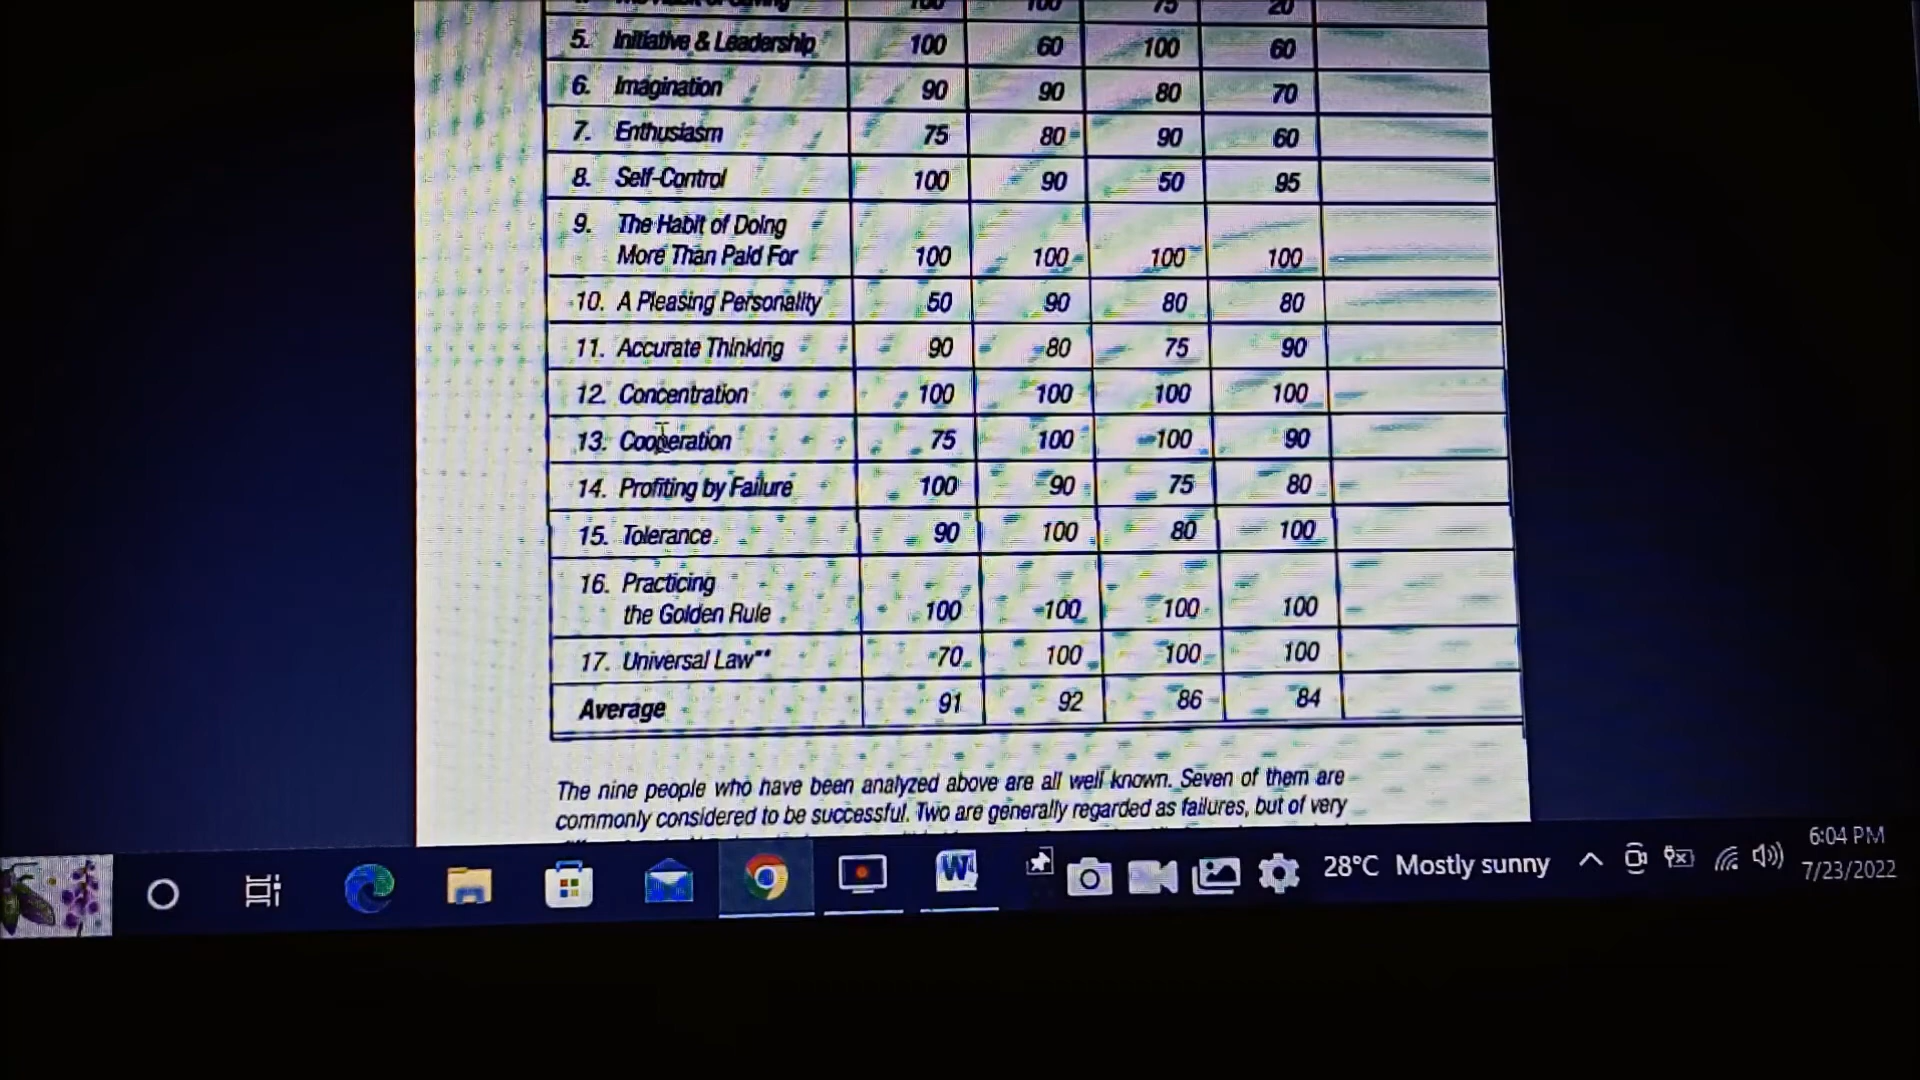 5. Initiative & Leadership 100 60 100 60
6. Imagination 90 90 80 70
7. Enthusiasm 75 80 90 60
8. Self-Control 100 90 50 95
9. The Habit of Doing
More Than Paid For 100 100 100 100
10. A Pleasing Personality 50 90 80 80
11. Accurate Thinking 90 80 75 90
12. Concentration 100 100 100 100
13. Cooperation 75 100 100 90
14. Profiting by Failure 100 90 75 80
15. Tolerance 90 100 80 100
16. Practicing
the Golden Rule 100 100 100 100
17. Universal Law** 70 100 100 100
Average 91 92 86 84
The nine people who have been analyzed above are all well known. Seven of them are
commonly considered to be successful. Two are generally regarded as failures, but of very
28°C Mostly sunny
6:04 PM
7/23/2022